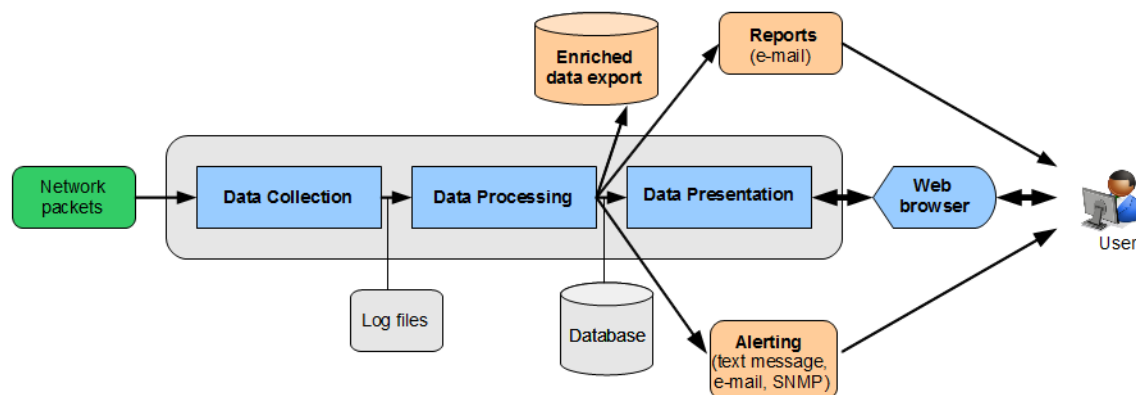 Reports
(e-mail)
Enriched
data export
Network
packets
Data Collection
Data Processing
Data Presentation
Web
browser
User
Log files
Database
Alerting
(text message,
e-mail, SNMP)